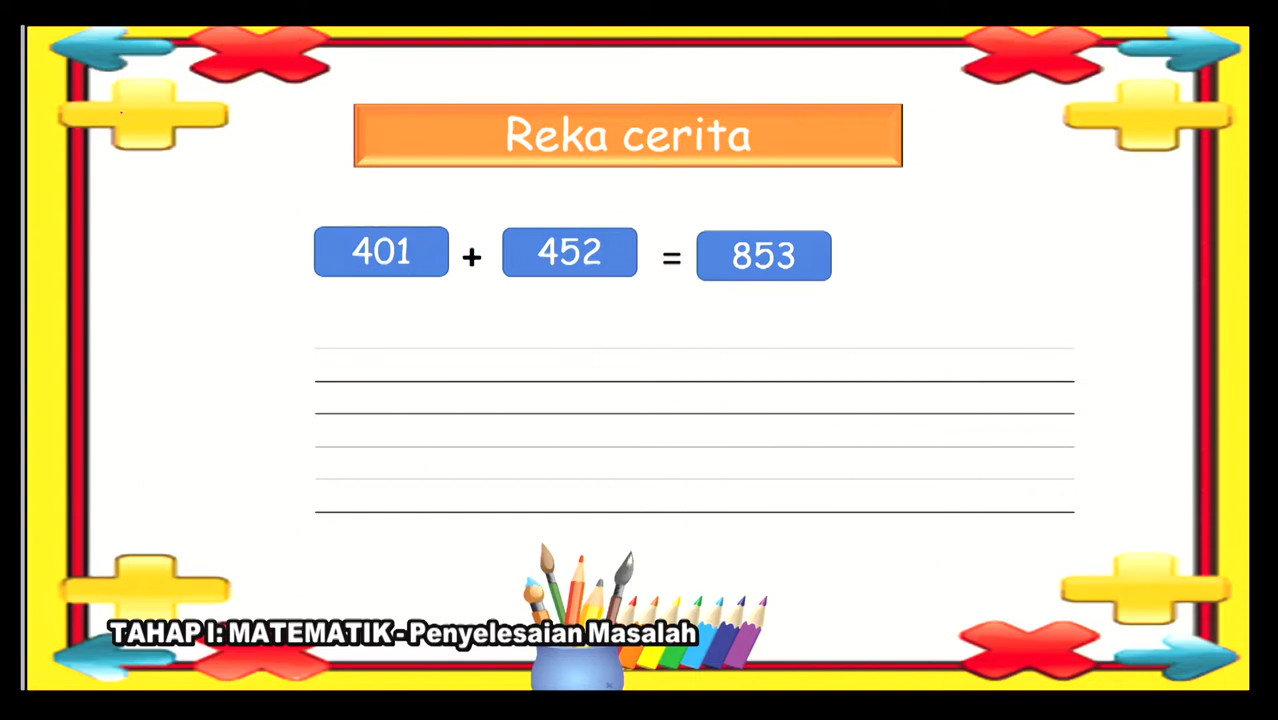 Reka cerita
401 + 452 = 853
TAHAP I: MATEMATIK - Penyelesaian Masalah